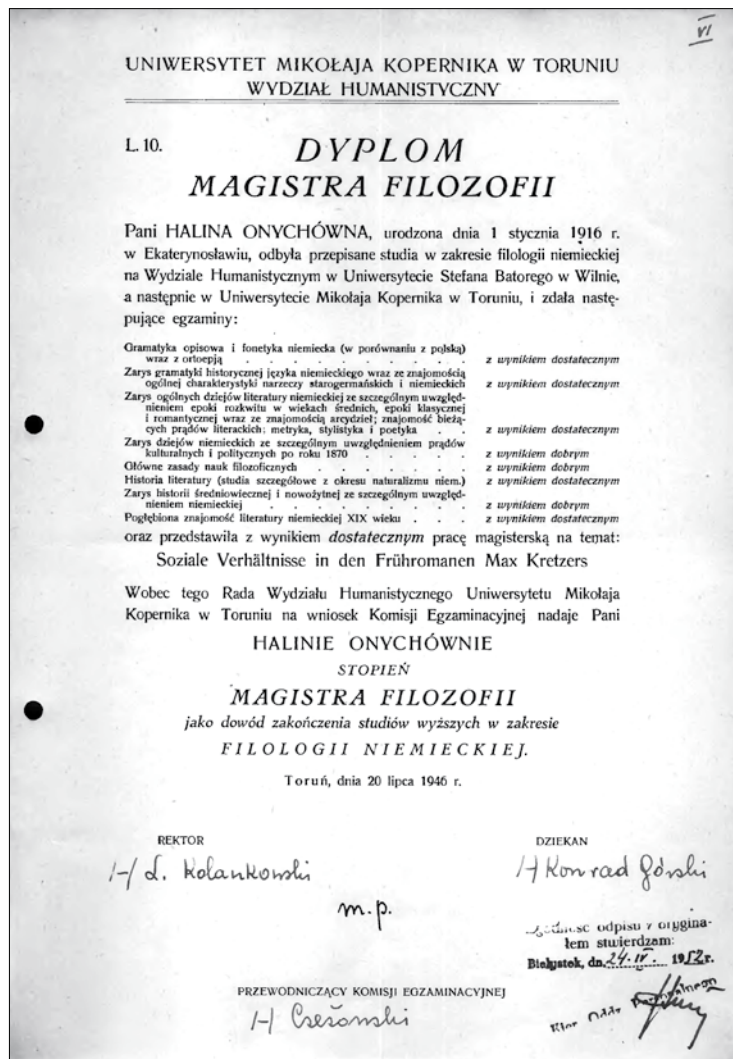 VI
UNIWERSYTET MIKOŁAJA KOPERNIKA W TORUNIU
WYDZIAŁ HUMANISTYCZNY
L. 10.
DYPLOM
MAGISTRA FILOZOFII
Pani HALINA ONYCHÓWNA, urodzona dnia 1 stycznia 1916 r.
w Ekaterynosławiu, odbyła przepisane studia w zakresie filologii niemieckiej
na Wydziale Humanistycznym w Uniwersytecie Stefana Batorego w Wilnie,
a następnie w Uniwersytecie Mikołaja Kopernika w Toruniu, i zdała nastę-
pujące egzaminy:
Gramatyka opisowa i fonetyka niemiecka (w porównaniu z polską)
wraz z ortoepją . . . . . . . . . . z wynikiem dostatecznym
Zarys gramatyki historycznej języka niemieckiego wraz ze znajomością
ogólnej charakterystyki narzeczy starogermańskich i niemieckich z wynikiem dostatecznym
Zarys ogólnych dziejów literatury niemieckiej ze szczególnym uwzględ-
nieniem epoki rozkwitu w wiekach średnich, epoki klasycznej
i romantycznej wraz ze znajomością arcydzieł; znajomość bieżą-
cych prądów literackich; metryka, stylistyka i poetyka . . z wynikiem dostatecznym
Zarys dziejów niemieckich ze szczególnym uwzględnieniem prądów
kulturalnych i politycznych po roku 1870 . . . . . z wynikiem dobrym
Główne zasady nauk filozoficznych . . . . . . . z wynikiem dobrym
Historia literatury (studia szczegółowe z okresu naturalizmu niem.) z wynikiem dostatecznym
Zarys historii średniowiecznej i nowożytnej ze szczególnym uwzględ-
nieniem niemieckiej . . . . . . . . . z wynikiem dobrym
Pogłębiona znajomość literatury niemieckiej XIX wieku . . . z wynikiem dostatecznym
oraz przedstawiła z wynikiem dostatecznym pracę magisterską na temat:
Soziale Verhältnisse in den Frühromanen Max Kretzers
Wobec tego Rada Wydziału Humanistycznego Uniwersytetu Mikołaja
Kopernika w Toruniu na wniosek Komisji Egzaminacyjnej nadaje Pani
HALINIE ONYCHÓWNIE
STOPIEŃ
MAGISTRA FILOZOFII
jako dowód zakończenia studiów wyższych w zakresie
FILOLOGII NIEMIECKIEJ.
Toruń, dnia 20 lipca 1946 r.
REKTOR DZIEKAN
/-/ L. Kolankowski /-/ Konrad Górski
m.p.
odpisu z orygina-
łem stwierdzam:
Białystok, dn. 24.IV. 1952 r.
PRZEWODNICZĄCY KOMISJI EGZAMINACYJNEJ
/-/ Czeżowski